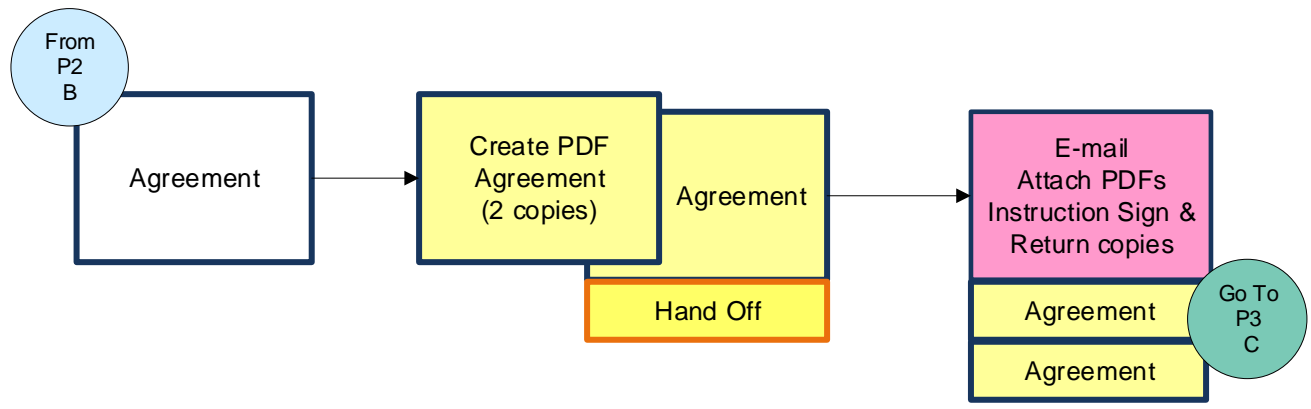 From
P2
B
Agreement
Create PDF
Agreement
(2 copies)
Agreement
Hand Off
E-mail
Attach PDFs
Instruction Sign &
Return copies
Agreement
Agreement
Go To
P3
C